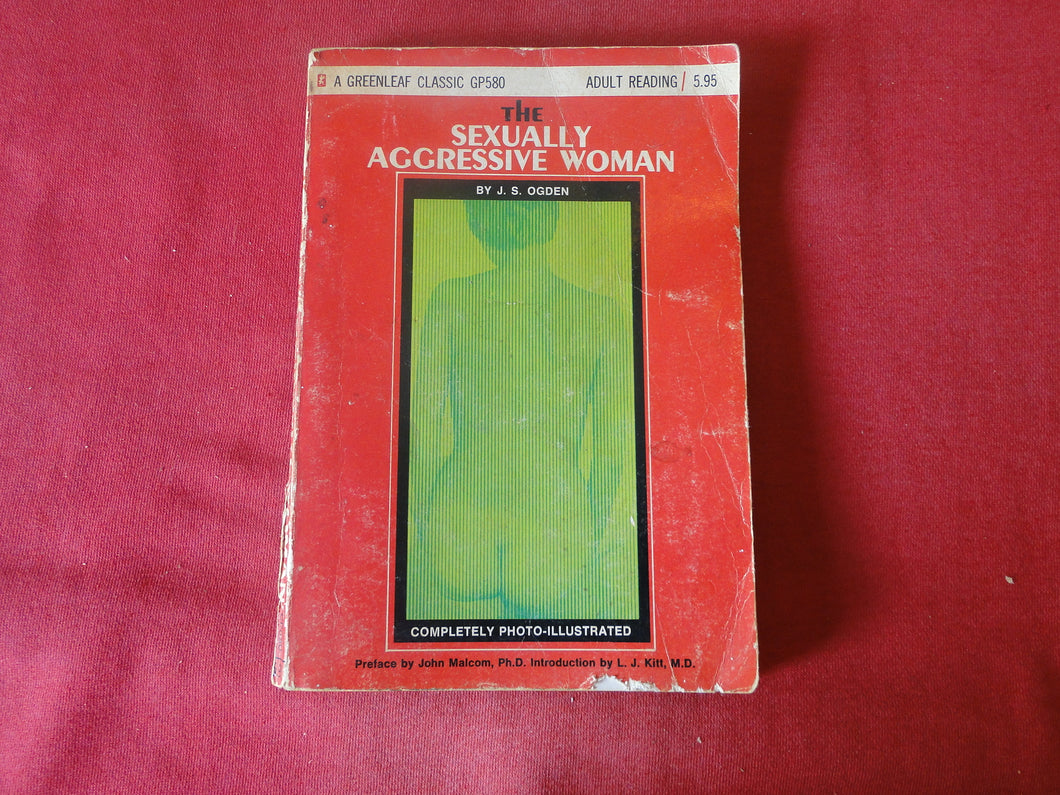 A GREENLEAF CLASSIC GP580 ADULT READING / 5.95
THE
SEXUALLY
AGGRESSIVE WOMAN
BY J. S. OGDEN
COMPLETELY PHOTO-ILLUSTRATED
Preface by John Malcom, Ph.D. Introduction by L. J. Kitt, M.D.